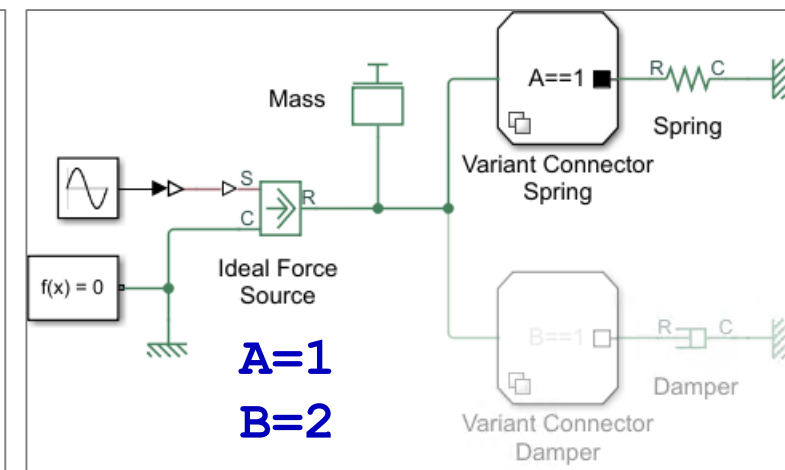 A==1
R
C
Mass
Spring
Variant Connector
Spring
S
R
C
f(x) = 0
Ideal Force
Source
A=1
B=2
B==1
R
C
Damper
Variant Connector
Damper